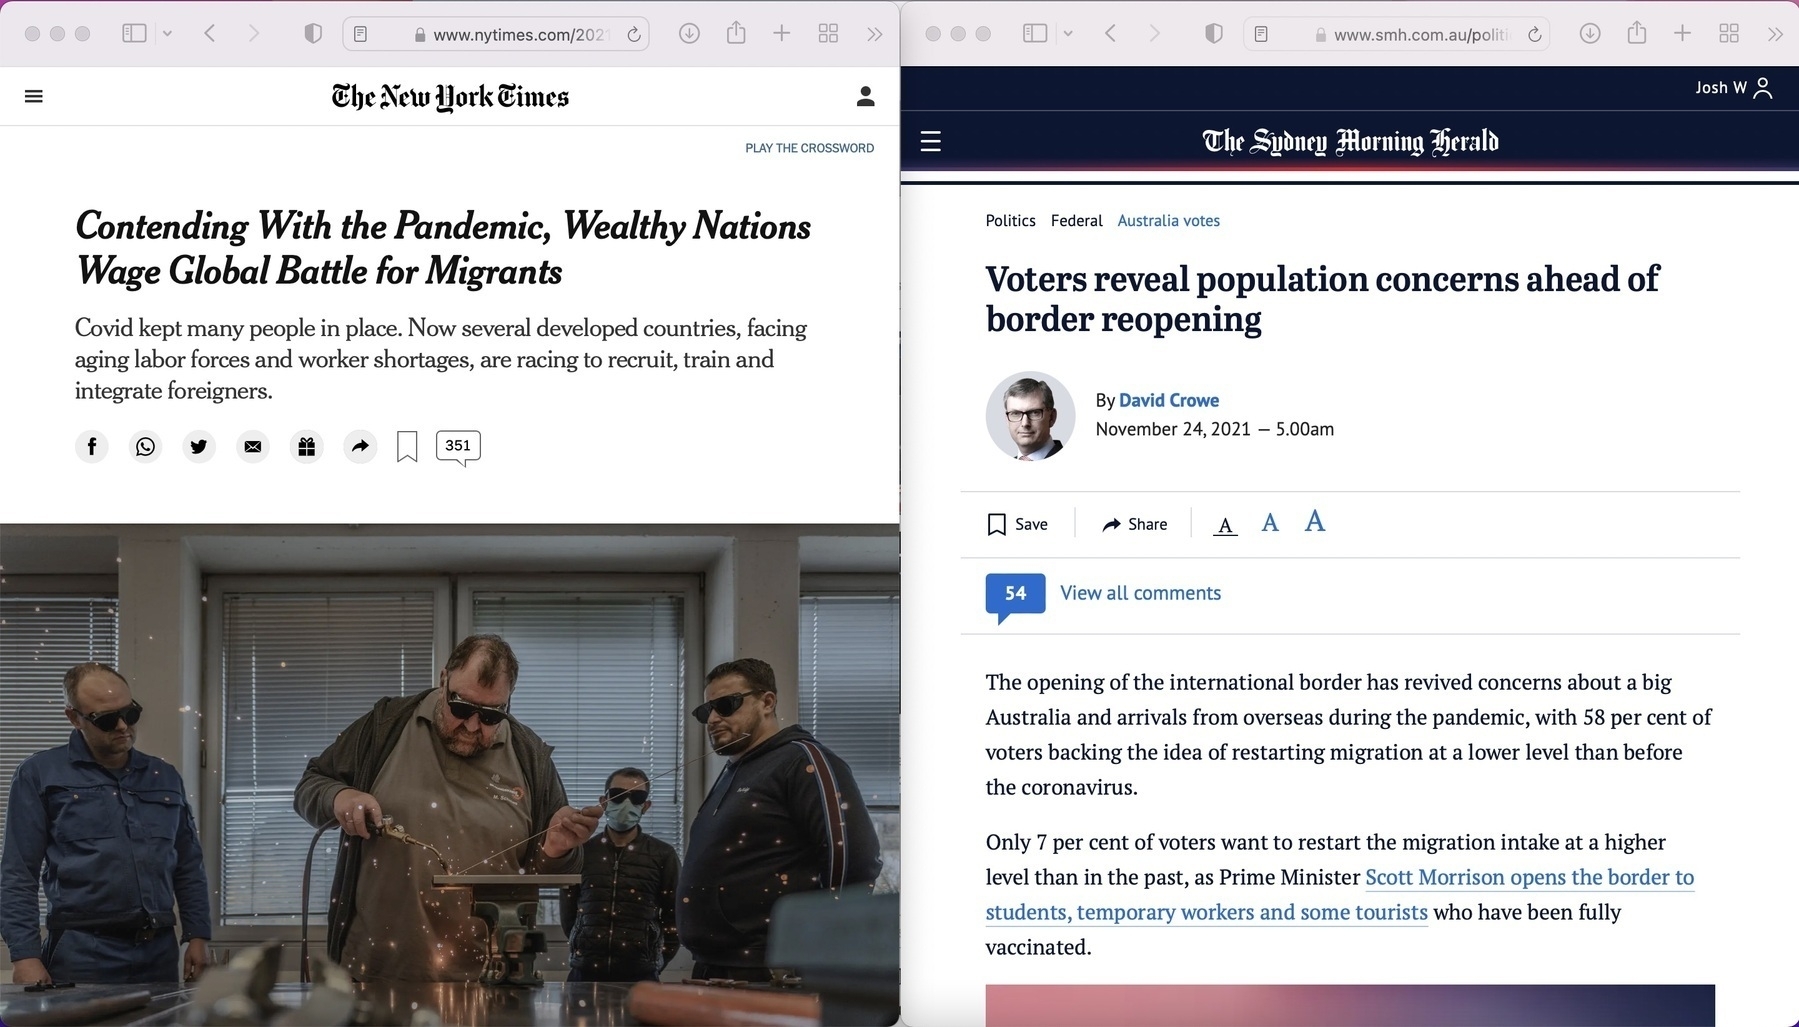 www.nytimes.com/202
The New York Times
PLAY THE CROSSWORD
Contending With the Pandemic, Wealthy Nations
Wage Global Battle for Migrants
Covid kept many people in place. Now several developed countries, facing
aging labor forces and worker shortages, are racing to recruit, train and
integrate foreigners.
351
www.smh.com.au/politi
Josh W
The Sydney Morning Herald
Politics Federal Australia votes
Voters reveal population concerns ahead of
border reopening
By David Crowe
November 24, 2021 — 5.00am
Save Share A A A
54 View all comments
The opening of the international border has revived concerns about a big
Australia and arrivals from overseas during the pandemic, with 58 per cent of
voters backing the idea of restarting migration at a lower level than before
the coronavirus.
Only 7 per cent of voters want to restart the migration intake at a higher
level than in the past, as Prime Minister Scott Morrison opens the border to
students, temporary workers and some tourists who have been fully
vaccinated.